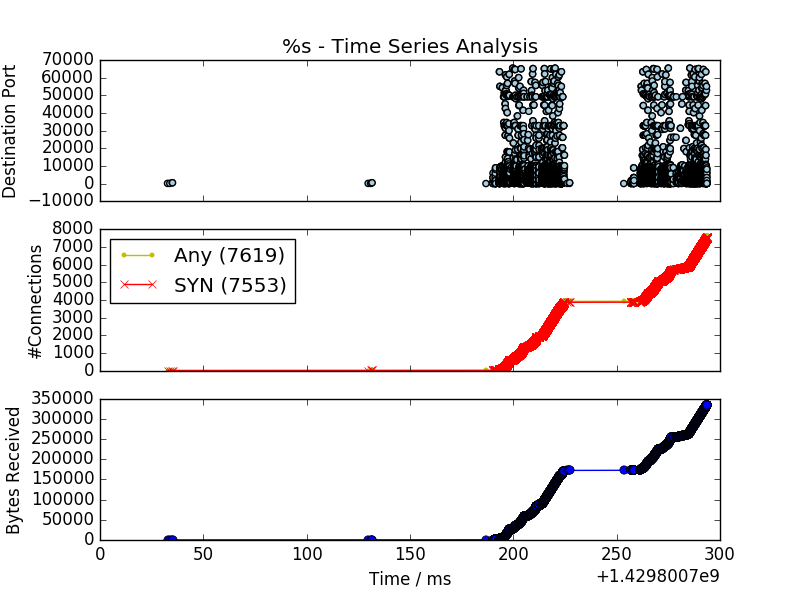 %s - Time Series Analysis
Destination Port
70000
60000
50000
40000
30000
20000
10000
0
−10000
#Connections
8000
7000
6000
5000
4000
3000
2000
1000
0
Any (7619)
SYN (7553)
Bytes Received
350000
300000
250000
200000
150000
100000
50000
0
0 50 100 150 200 250 300
Time / ms
+1.4298007e9